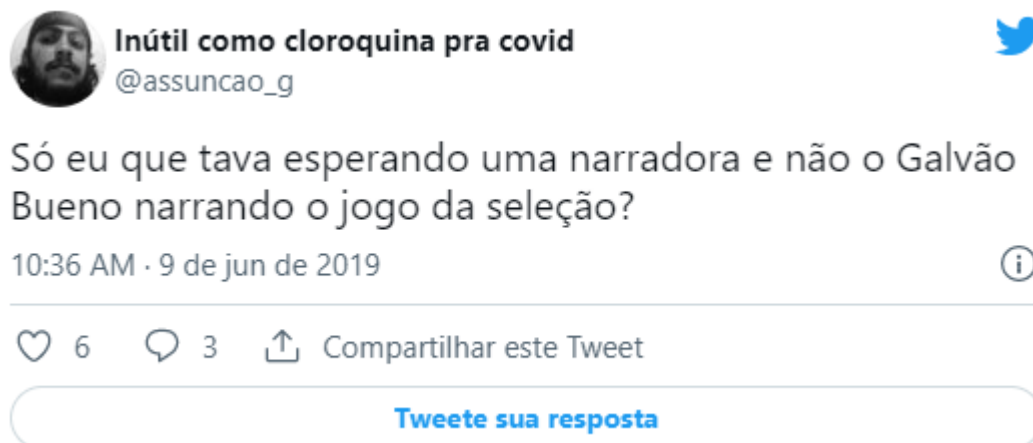 Inútil como cloroquina pra covid
@assuncao_g
Só eu que tava esperando uma narradora e não o Galvão
Bueno narrando o jogo da seleção?
10:36 AM · 9 de jun de 2019
6 3 Compartilhar este Tweet
Tweete sua resposta